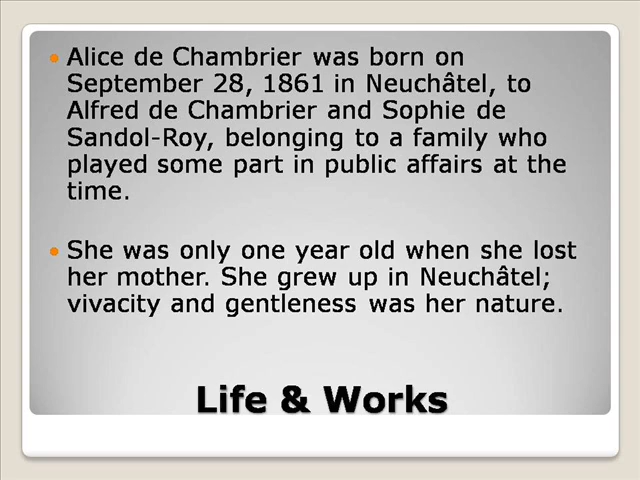 Alice de Chambrier was born on
September 28, 1861 in Neuchâtel, to
Alfred de Chambrier and Sophie de
Sandol-Roy, belonging to a family who
played some part in public affairs at the
time.
She was only one year old when she lost
her mother. She grew up in Neuchâtel;
vivacity and gentleness was her nature.
Life & Works